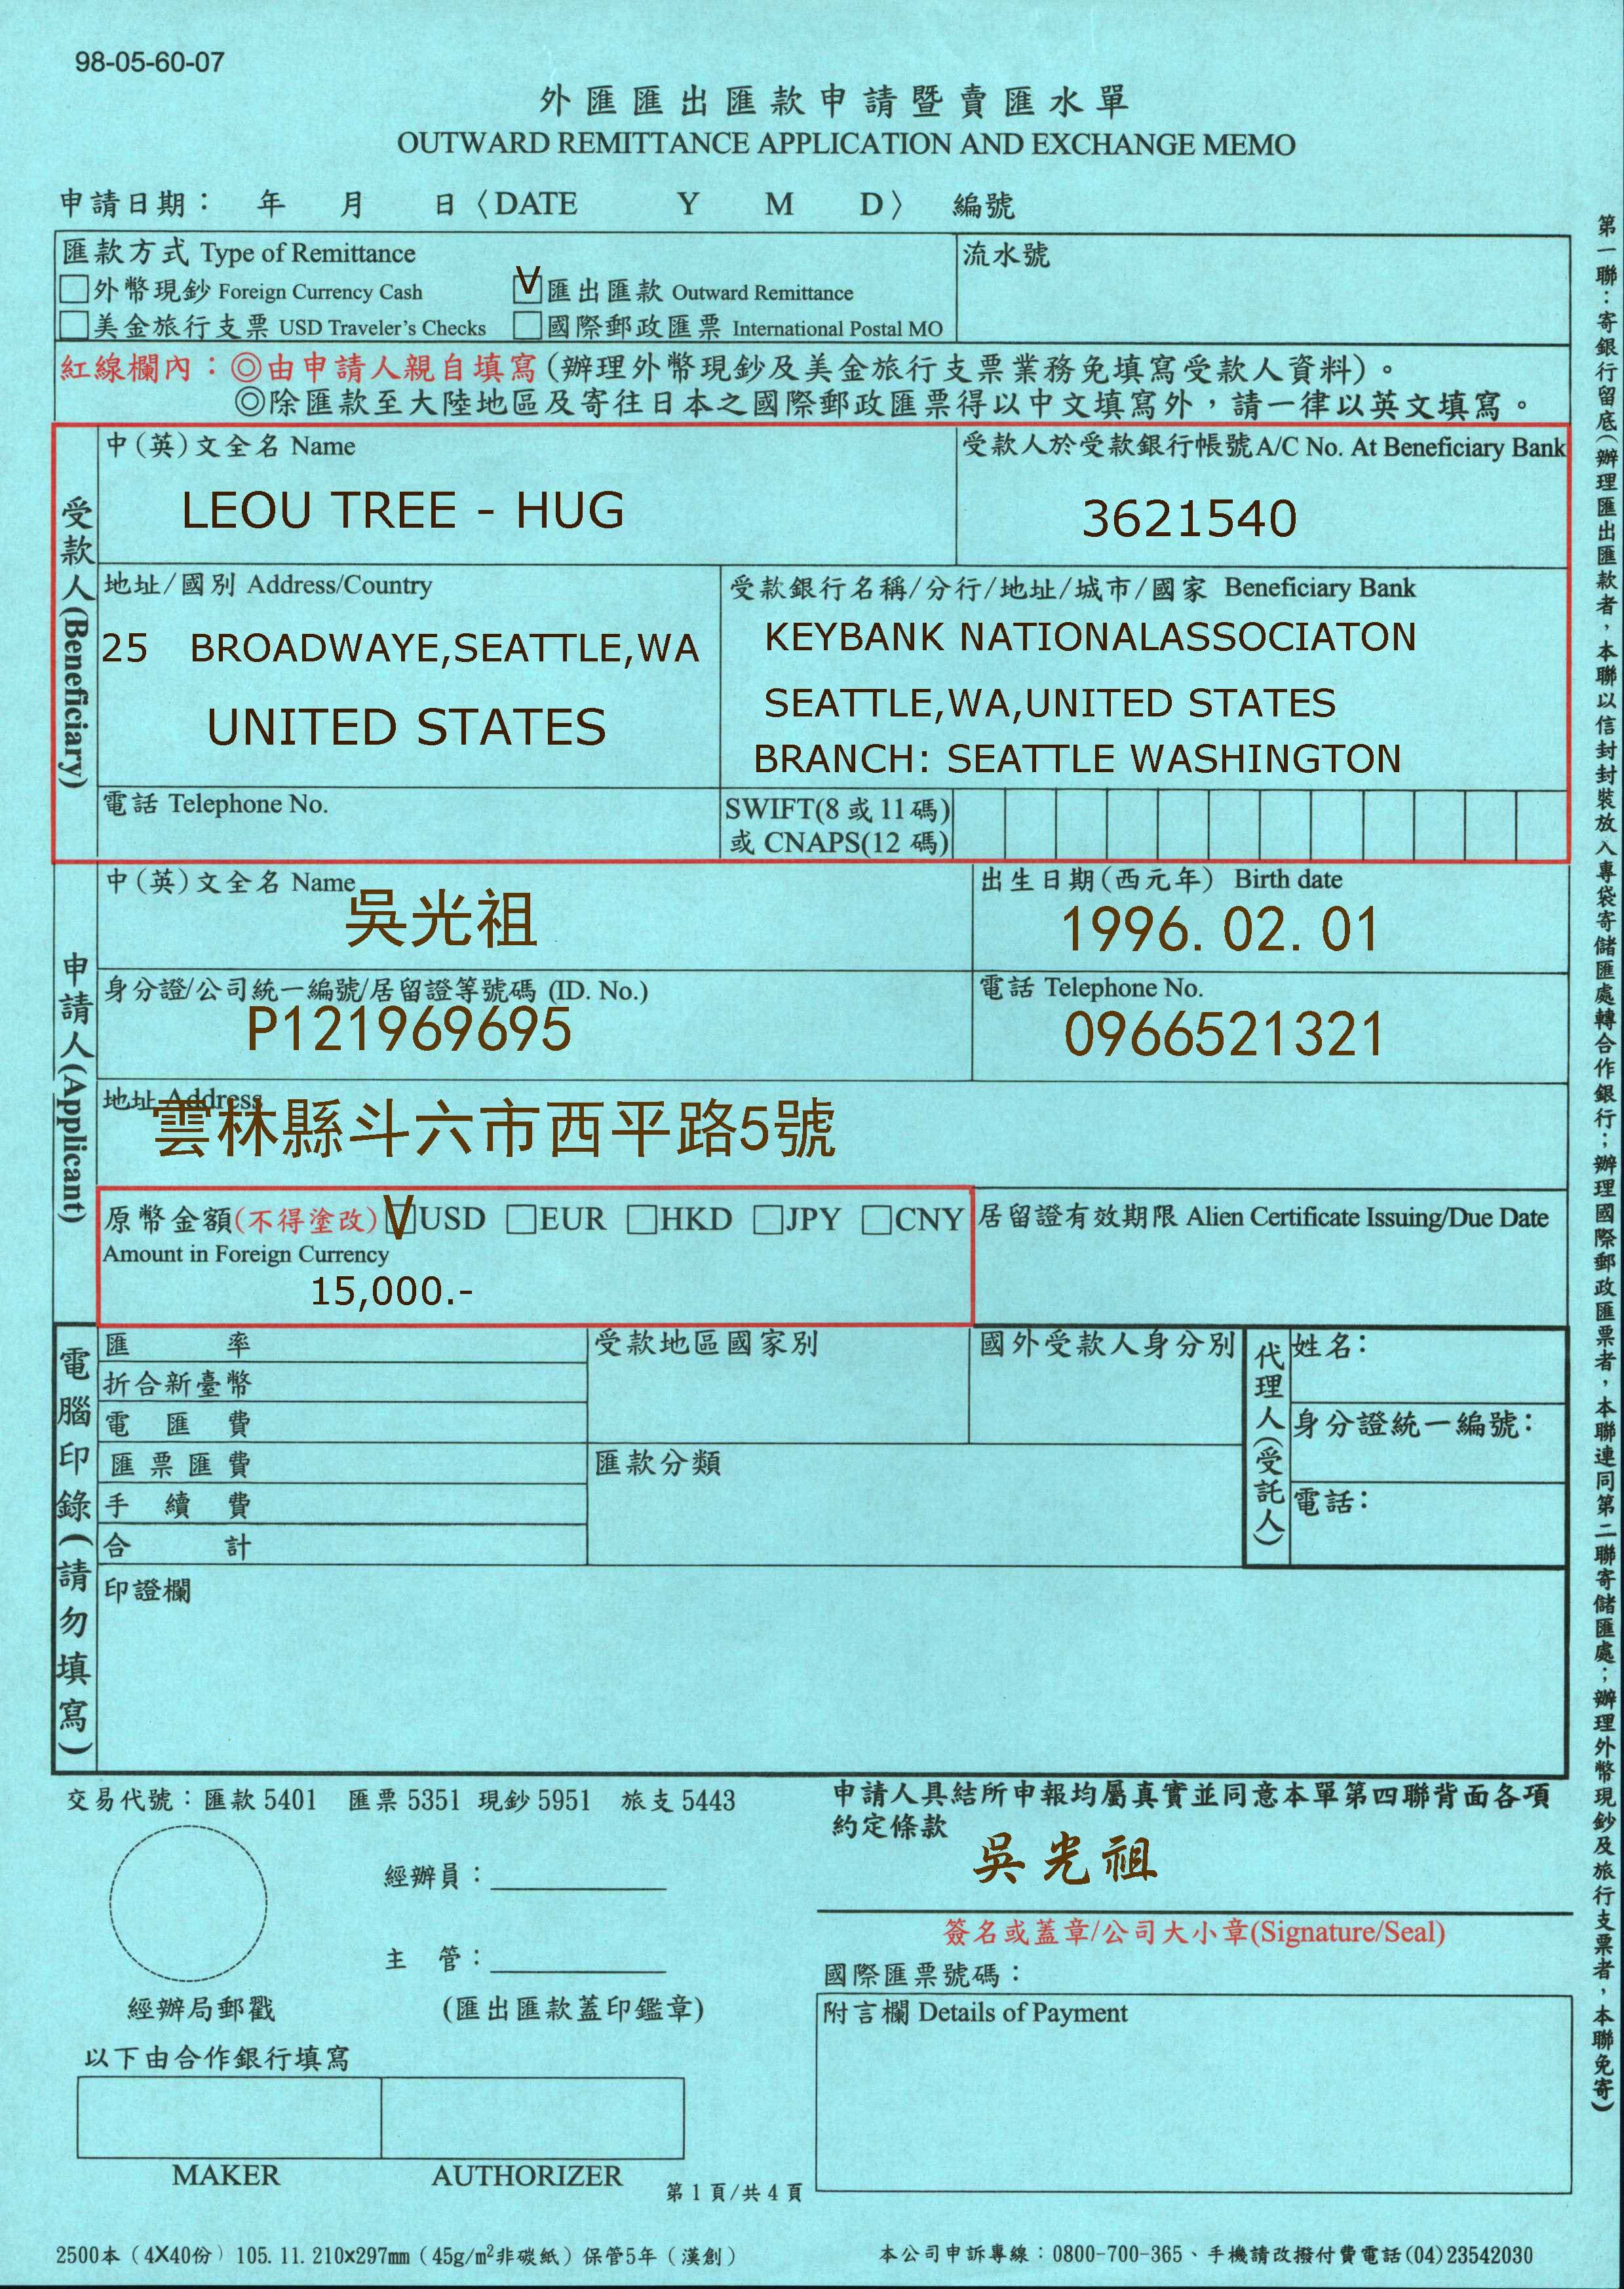 98-05-60-07
外匯匯出匯款申請暨賣匯水單
OUTWARD REMITTANCE APPLICATION AND EXCHANGE MEMO
申請日期： 年 月 日〈DATE Y M D〉 編號
匯款方式 Type of Remittance
流水號
□外幣現鈔 Foreign Currency Cash V□匯出匯款 Outward Remittance
□美金旅行支票 USD Traveler's Checks □國際郵政匯票 International Postal MO
紅線欄內：◎由申請人親自填寫(辦理外幣現鈔及美金旅行支票業務免填寫受款人資料)。
◎除匯款至大陸地區及寄往日本之國際郵政匯票得以中文填寫外，請一律以英文填寫。
受款人(Beneficiary)
中(英)文全名 Name
LEOU TREE - HUG
受款人於受款銀行帳號A/C No. At Beneficiary Bank
3621540
地址/國別 Address/Country
25 BROADWAYE,SEATTLE,WA
UNITED STATES
受款銀行名稱/分行/地址/城市/國家 Beneficiary Bank
KEYBANK NATIONALASSOCIATON
SEATTLE,WA,UNITED STATES
BRANCH: SEATTLE WASHINGTON
電話 Telephone No.
SWIFT(8 或 11 碼)
或 CNAPS(12 碼)
申請人(Applicant)
中(英)文全名 Name
吳光祖
出生日期(西元年) Birth date
1996. 02. 01
身分證/公司統一編號/居留證等號碼 (ID. No.)
P121969695
電話 Telephone No.
0966521321
地址 Address
雲林縣斗六市西平路5號
原幣金額(不得塗改) V□USD □EUR □HKD □JPY □CNY
Amount in Foreign Currency
15,000.-
居留證有效期限 Alien Certificate Issuing/Due Date
電腦印錄(請勿填寫)
匯率
折合新臺幣
電匯費
匯票匯費
手續費
合計
受款地區國家別
國外受款人身分別
匯款分類
代理人(受託人)
姓名：
身分證統一編號：
電話：
印證欄
交易代號：匯款 5401 匯票 5351 現鈔 5951 旅支 5443
申請人具結所申報均屬真實並同意本單第四聯背面各項
約定條款
吳光祖
簽名或蓋章/公司大小章(Signature/Seal)
經辦員：
主 管：
經辦局郵戳
(匯出匯款蓋印鑑章)
國際匯票號碼：
附言欄 Details of Payment
以下由合作銀行填寫
MAKER AUTHORIZER
第 1 頁/共 4 頁
2500本（4X40份）105. 11. 210x297mm（45g/m²非碳紙）保管5年（漢創）
本公司申訴專線：0800-700-365、手機請改撥付費電話(04)23542030
第一聯：寄銀行留底(辦理匯出匯款者，本聯以信封封裝放入專袋寄儲匯處轉合作銀行；辦理國際郵政匯票者，本聯連同第二聯寄儲匯處；辦理外幣現鈔及旅行支票者，本聯免寄)